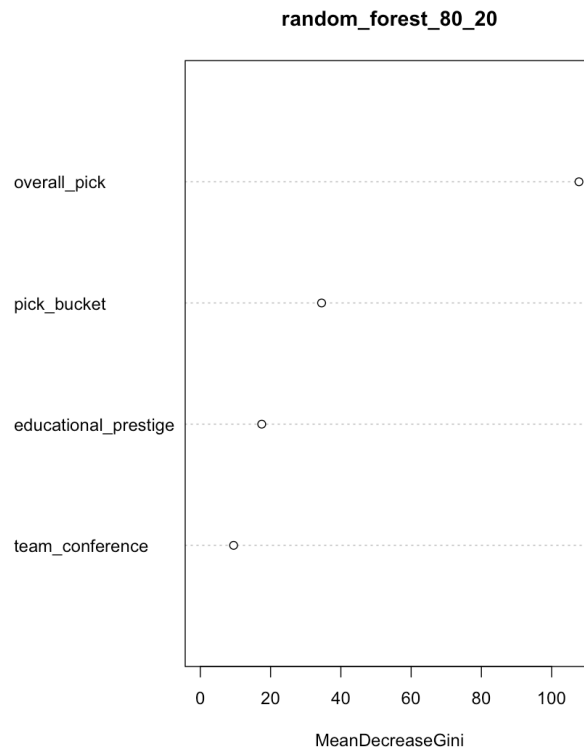 random_forest_80_20
overall_pick
pick_bucket
educational_prestige
team_conference
0 20 40 60 80 100
MeanDecreaseGini